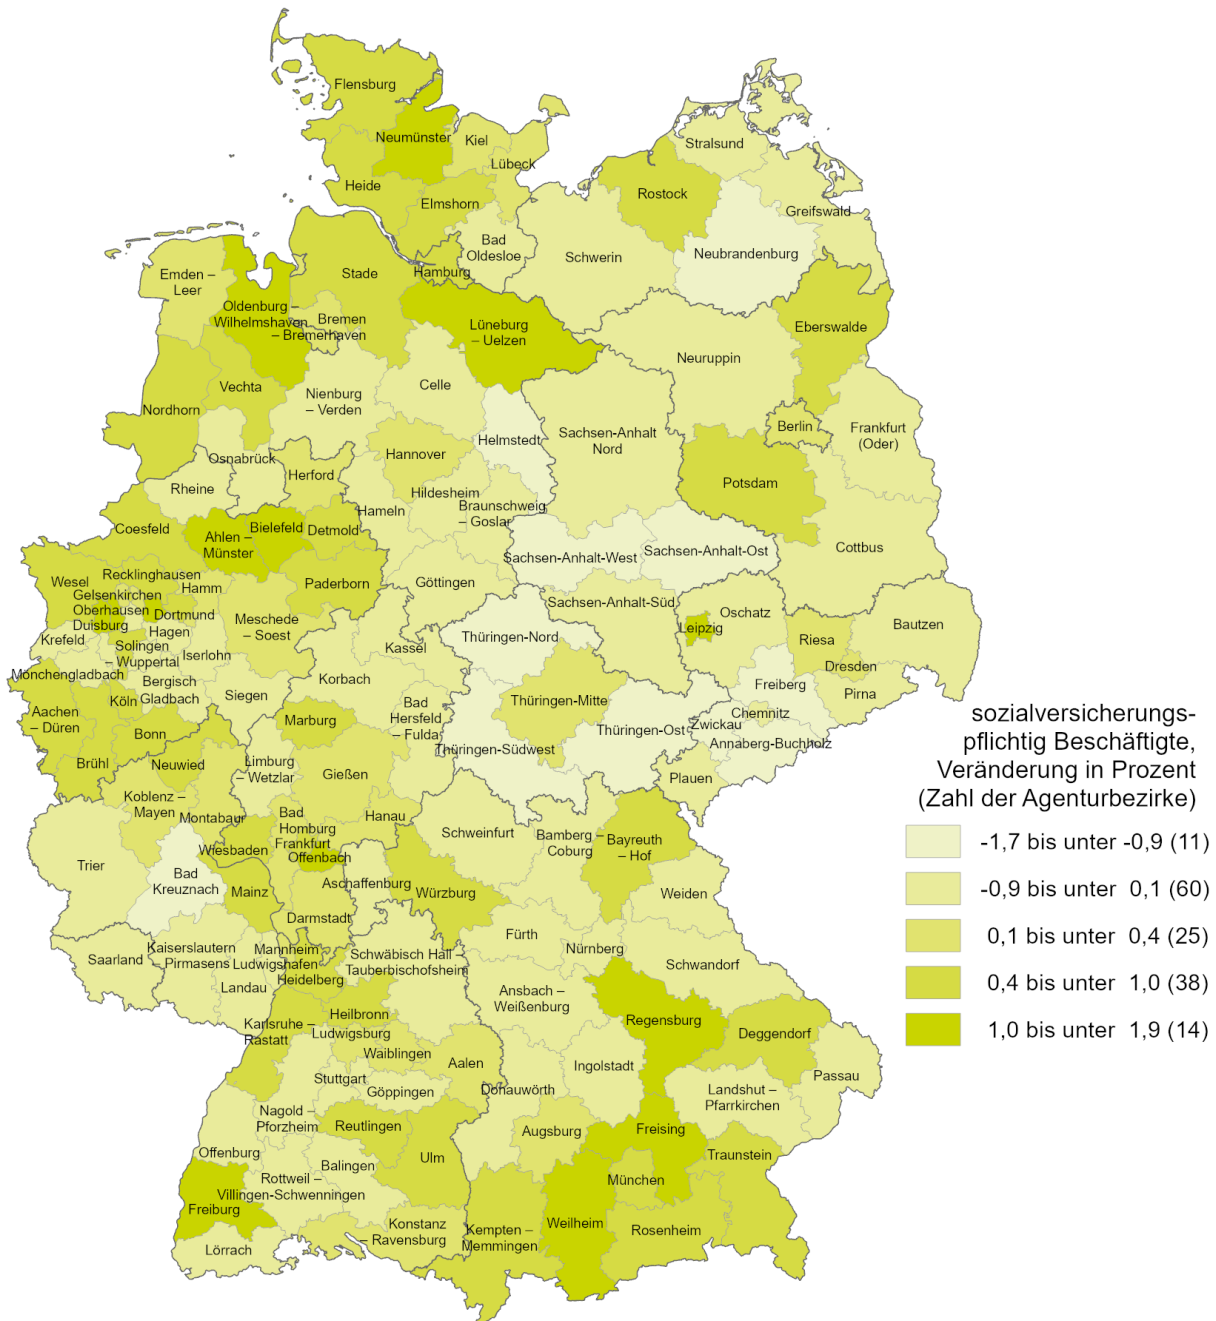 Flensburg
Neumünster
Kiel
Lübeck
Heide
Elmshorn
Bad
Oldesloe
Hamburg
Stralsund
Rostock
Greifswald
Neubrandenburg
Schwerin
Emden –
Leer
Stade
Oldenburg –
Wilhelmshaven
Bremen
– Bremerhaven
Lüneburg
– Uelzen
Eberswalde
Neuruppin
Vechta
Nordhorn
Nienburg
– Verden
Celle
Helmstedt
Sachsen-Anhalt
Nord
Berlin
Frankfurt
(Oder)
Osnabrück
Rheine
Herford
Hannover
Hildesheim
Braunschweig
– Goslar
Hameln
Potsdam
Coesfeld
Ahlen –
Münster
Bielefeld
Detmold
Sachsen-Anhalt-West
Sachsen-Anhalt-Ost
Cottbus
Wesel
Recklinghausen
Gelsenkirchen
Hamm
Oberhausen
Dortmund
Duisburg
Paderborn
Göttingen
Meschede
– Soest
Sachsen-Anhalt-Süd
Oschatz
Leipzig
Bautzen
Krefeld
Hagen
Solingen
– Wuppertal
Iserlohn
Mönchengladbach
Bergisch
Gladbach
Köln
Siegen
Kassel
Korbach
Thüringen-Nord
Riesa
Dresden
Pirna
Freiberg
Aachen
– Düren
Bonn
Brühl
Marburg
Bad
Hersfeld
– Fulda
Thüringen-Mitte
Thüringen-Ost
Thüringen-Südwest
Chemnitz
Zwickau
Annaberg-Buchholz
Plauen
Neuwied
Limburg
– Wetzlar
Gießen
Koblenz –
Mayen
Montabaur
Bad
Homburg
Hanau
Frankfurt
Offenbach
Wiesbaden
Schweinfurt
Bamberg –
Coburg
Bayreuth
– Hof
Trier
Bad
Kreuznach
Mainz
Aschaffenburg
Würzburg
Weiden
Darmstadt
Saarland
Kaiserslautern
– Pirmasens
Mannheim
Ludwigshafen
Heidelberg
Landau
Schwäbisch Hall –
Tauberbischofsheim
Fürth
Nürnberg
Schwandorf
Ansbach –
Weißenburg
Karlsruhe –
Rastatt
Heilbronn
Ludwigsburg
Waiblingen
Aalen
Regensburg
Deggendorf
Stuttgart
Göppingen
Donauwörth
Ingolstadt
Passau
Landshut –
Pfarrkirchen
Nagold –
Pforzheim
Reutlingen
Augsburg
Freising
Offenburg
Balingen
Ulm
München
Traunstein
Rottweil –
Villingen-Schwenningen
Freiburg
Lörrach
Konstanz
– Ravensburg
Kempten –
Memmingen
Weilheim
Rosenheim
sozialversicherungs-
pflichtig Beschäftigte,
Veränderung in Prozent
(Zahl der Agenturbezirke)
-1,7 bis unter -0,9 (11)
-0,9 bis unter 0,1 (60)
0,1 bis unter 0,4 (25)
0,4 bis unter 1,0 (38)
1,0 bis unter 1,9 (14)